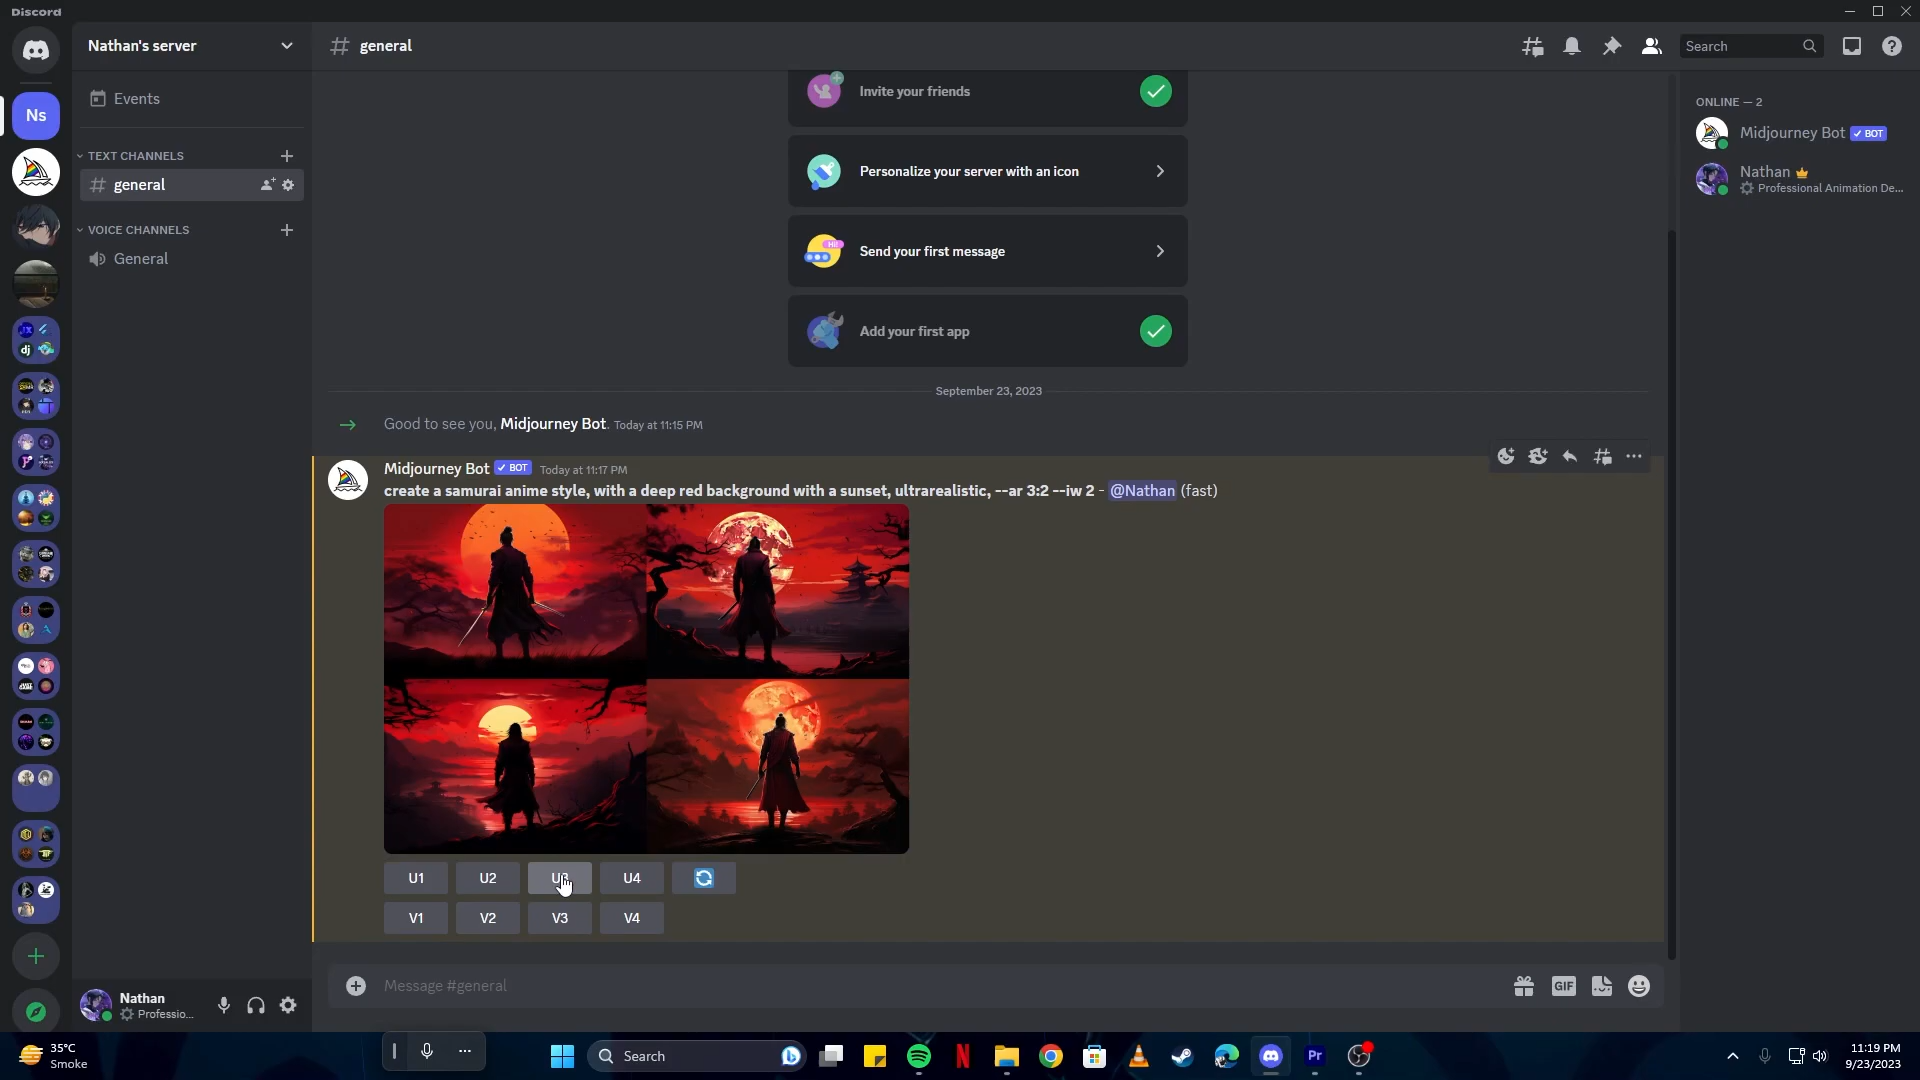 Discord
Nathan's server
general
Search
Ns
Events
TEXT CHANNELS
general
VOICE CHANNELS
General
Invite your friends
Personalize your server with an icon
Hi!
Send your first message
Add your first app
September 23, 2023
Good to see you, Midjourney Bot. Today at 11:15 PM
Midjourney Bot BOT Today at 11:17 PM
create a samurai anime style, with a deep red background with a sunset, ultrarealistic, --ar 3:2 --iw 2 - @Nathan (fast)
U1 U2 U3 U4
V1 V2 V3 V4
Message #general
GIF
ONLINE — 2
Midjourney Bot BOT
Nathan
Professional Animation De...
dj
Nathan
Professio...
35°C
Smoke
Search
Pr
11:19 PM
9/23/2023